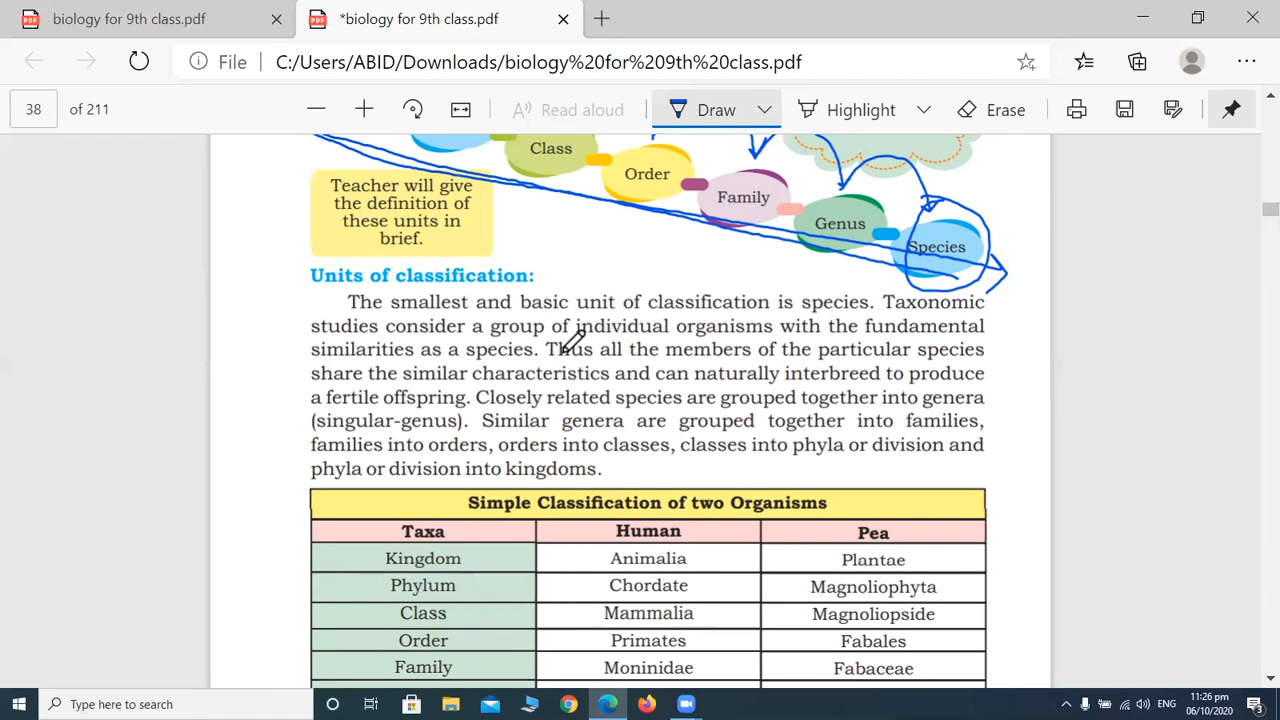 biology for 9th class.pdf
*biology for 9th class.pdf
File
C:/Users/ABID/Downloads/biology%20for%209th%20class.pdf
38
of 211
Read aloud
Draw
Highlight
Erase
Class
Order
Family
Genus
Species
Teacher will give
the definition of
these units in
brief.
Units of classification:
The smallest and basic unit of classification is species. Taxonomic
studies consider a group of individual organisms with the fundamental
similarities as a species. Thus all the members of the particular species
share the similar characteristics and can naturally interbreed to produce
a fertile offspring. Closely related species are grouped together into genera
(singular-genus). Similar genera are grouped together into families,
families into orders, orders into classes, classes into phyla or division and
phyla or division into kingdoms.
Simple Classification of two Organisms
Taxa Human Pea
Kingdom Animalia Plantae
Phylum Chordate Magnoliophyta
Class Mammalia Magnoliopside
Order Primates Fabales
Family Moninidae Fabaceae
Type here to search
ENG
11:26 pm
06/10/2020
3